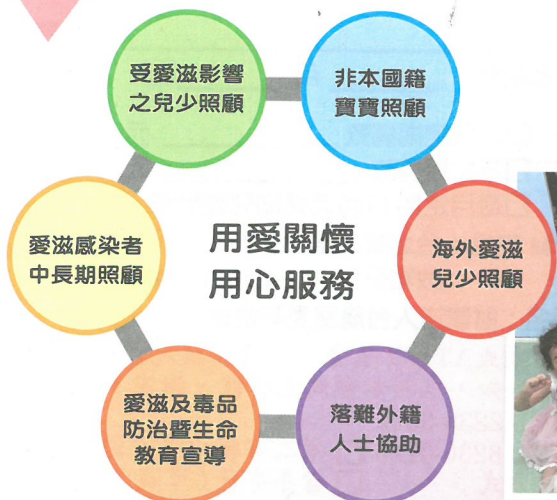 受愛滋影響
之兒少照顧
非本國籍
寶寶照顧
愛滋感染者
中長期照顧
用愛關懷
用心服務
海外愛滋
兒少照顧
愛滋及毒品
防治暨生命
教育宣導
落難外籍
人士協助